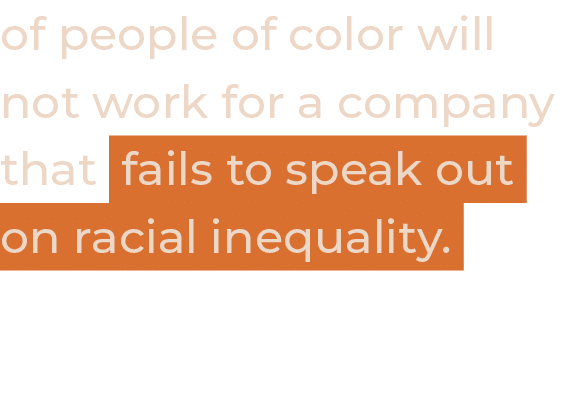 of people of color will
not work for a company
that fails to speak out
on racial inequality.